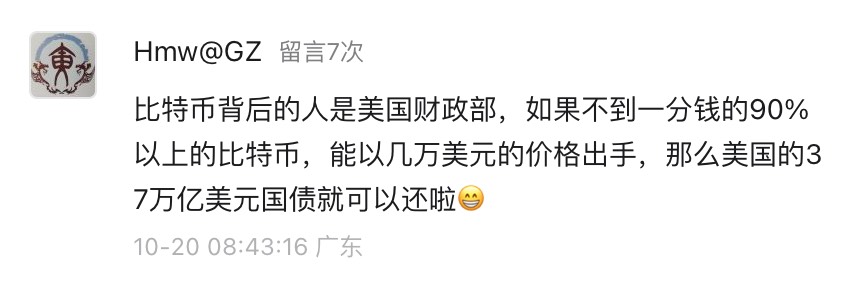 Hmw@GZ 留言7次
比特币背后的人是美国财政部，如果不到一分钱的90%
以上的比特币，能以几万美元的价格出手，那么美国的3
7万亿美元国债就可以还啦😁
10-20 08:43:16 广东